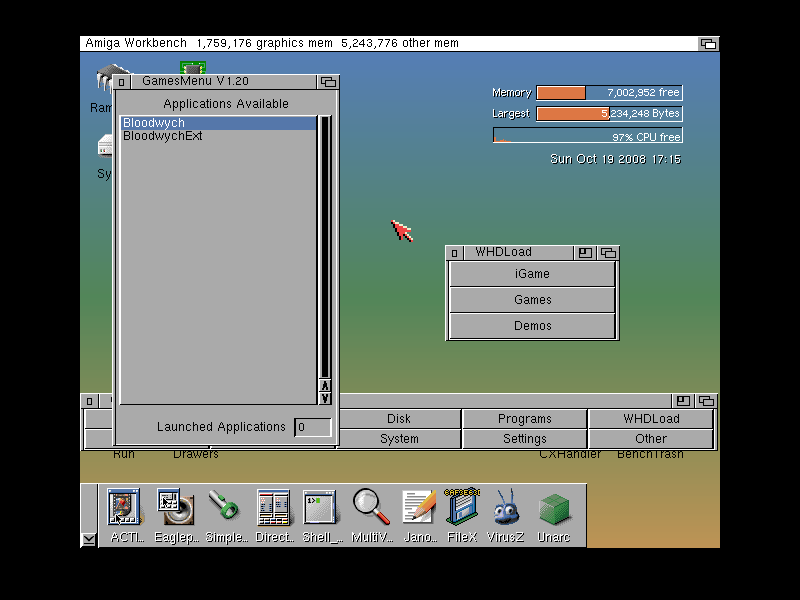 Amiga Workbench 1,759,176 graphics mem 5,243,776 other mem
GamesMenu V1.20
Applications Available
Bloodwych
BloodwychExt
Launched Applications 0
Ram
Sy
Memory 7,002,952 free
Largest 5,234,248 Bytes
97% CPU free
Sun Oct 19 2008 17:15
WHDLoad
iGame
Games
Demos
Disk Programs WHDLoad
System Settings Other
Run Drawers CXHandler BenchTrash
ACTI... Eaglep... Simple... Direct... Shell_... MultiV... Jano... FileX VirusZ Unarc